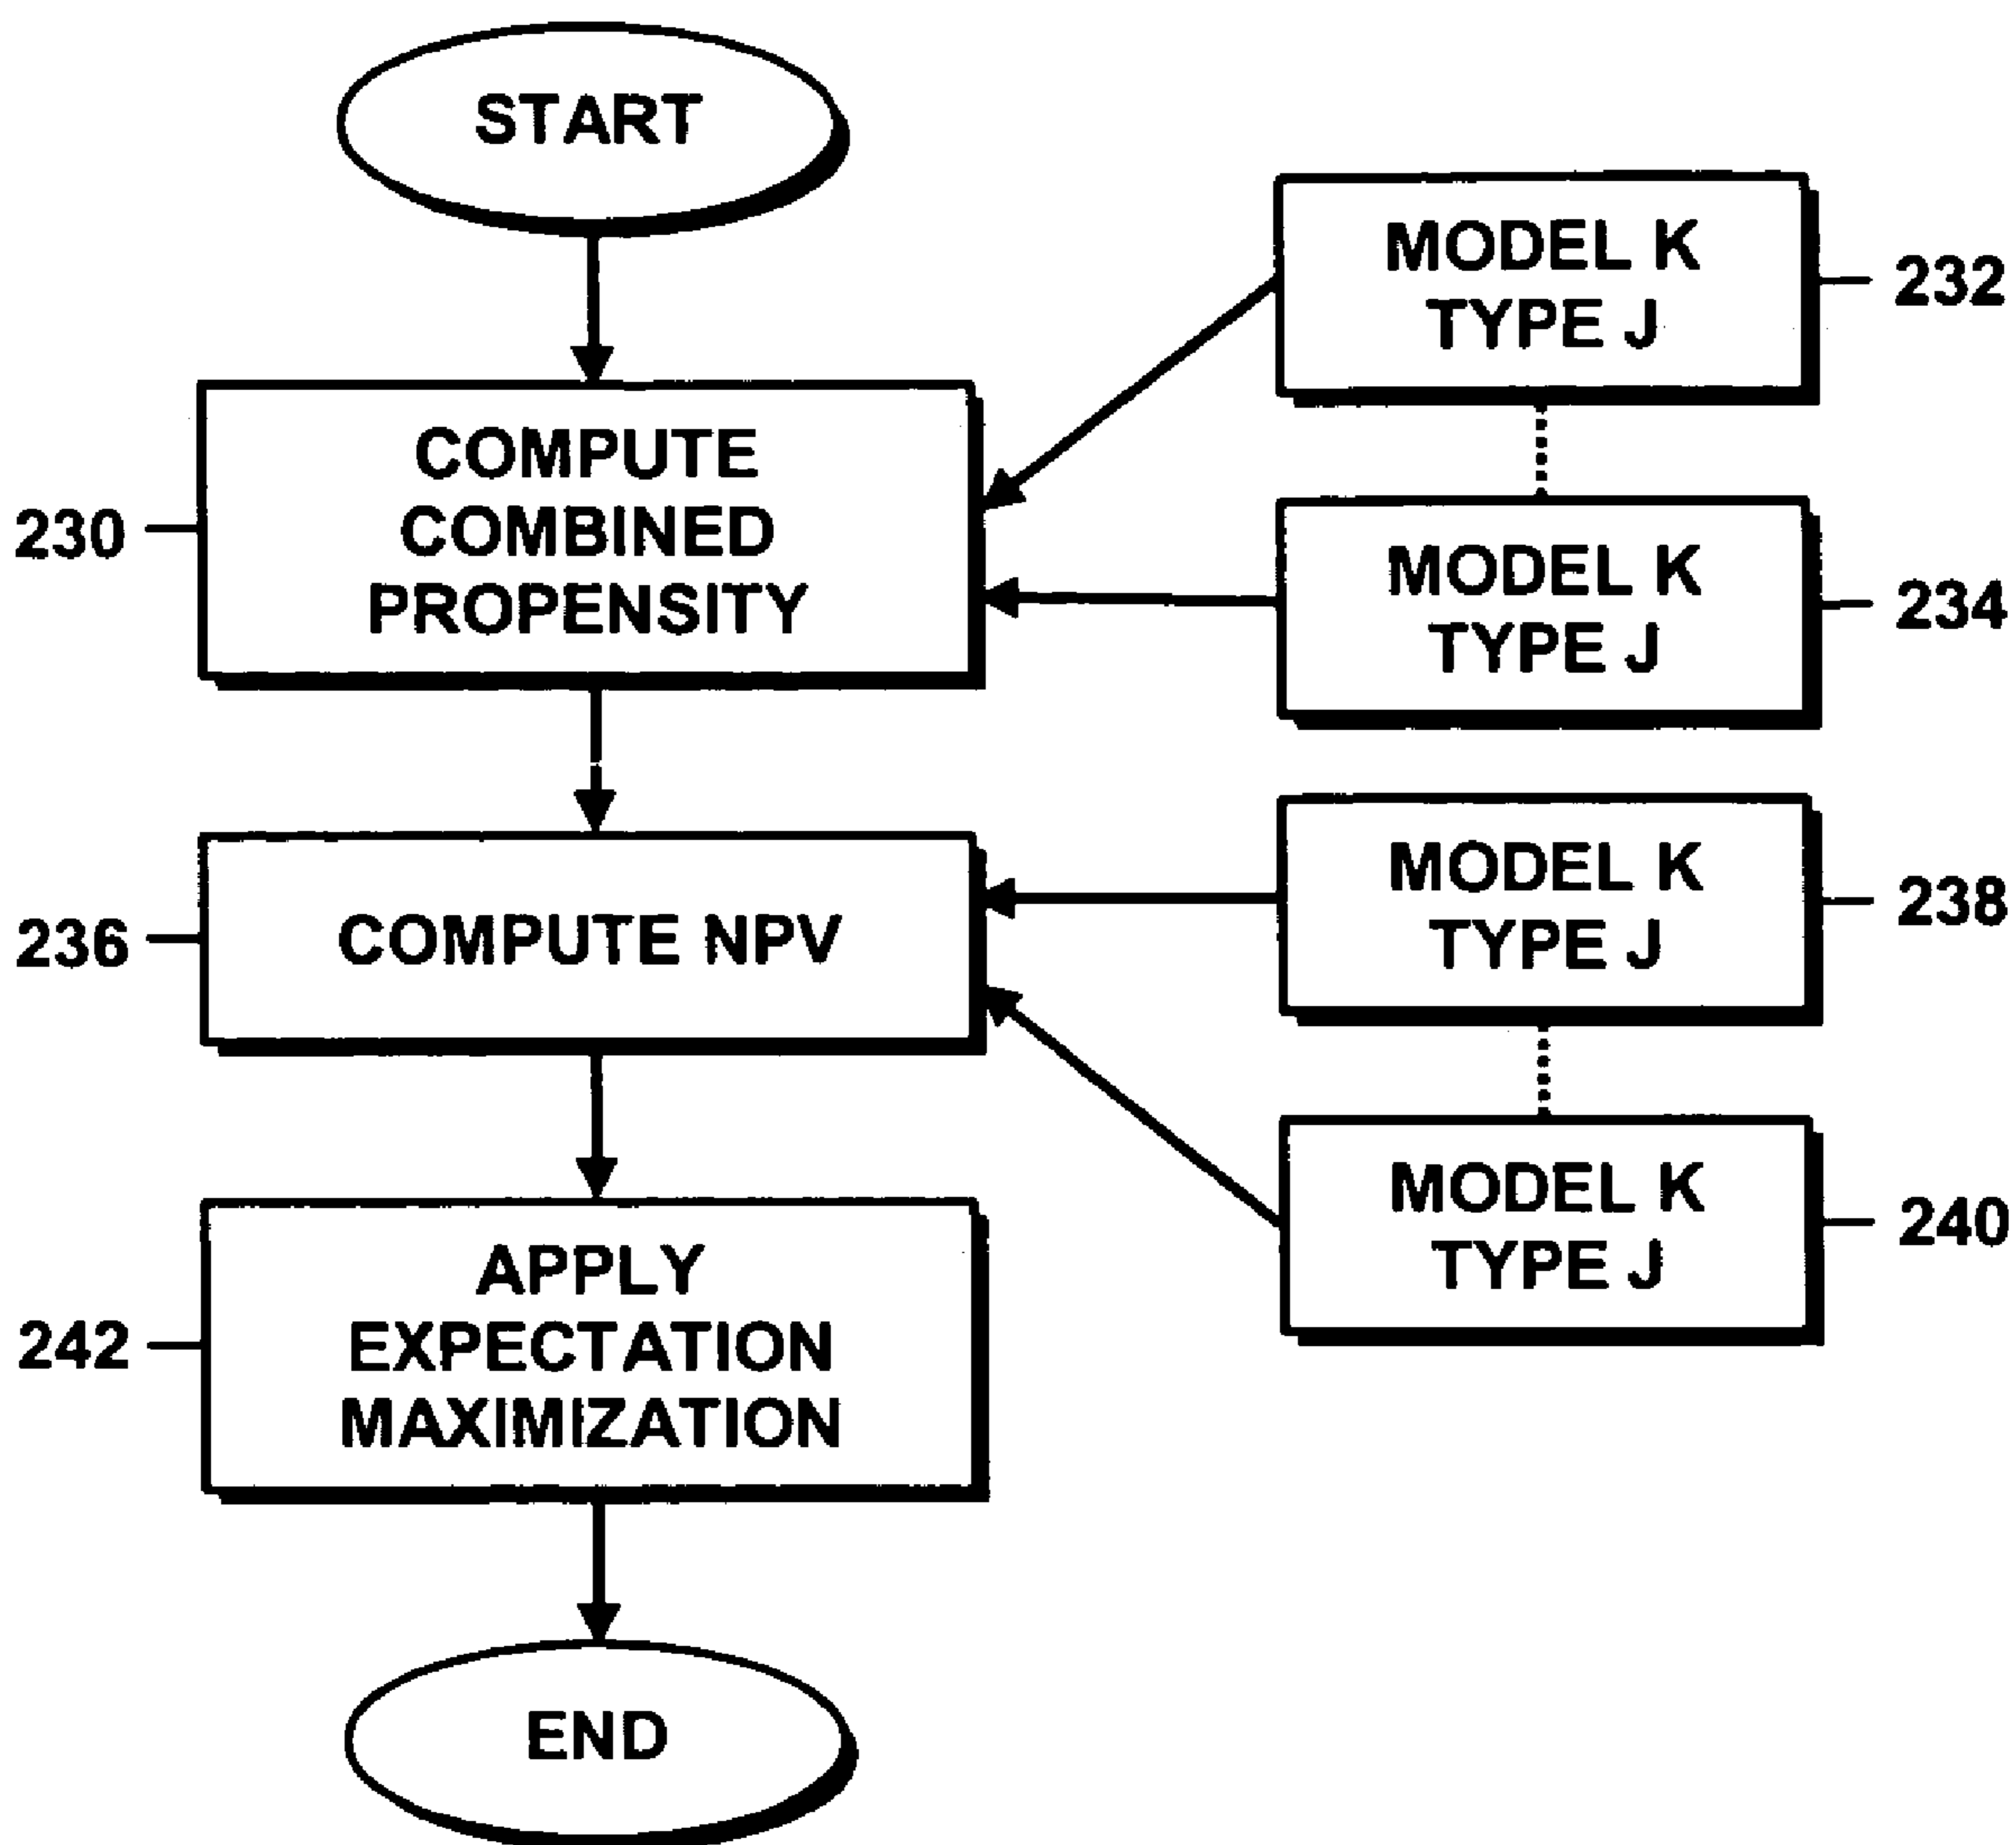 START
MODEL K
TYPE J
232
COMPUTE
COMBINED
PROPENSITY
230
MODEL K
TYPE J
234
MODEL K
TYPE J
238
COMPUTE NPV
236
MODEL K
TYPE J
240
APPLY
EXPECTATION
MAXIMIZATION
242
END